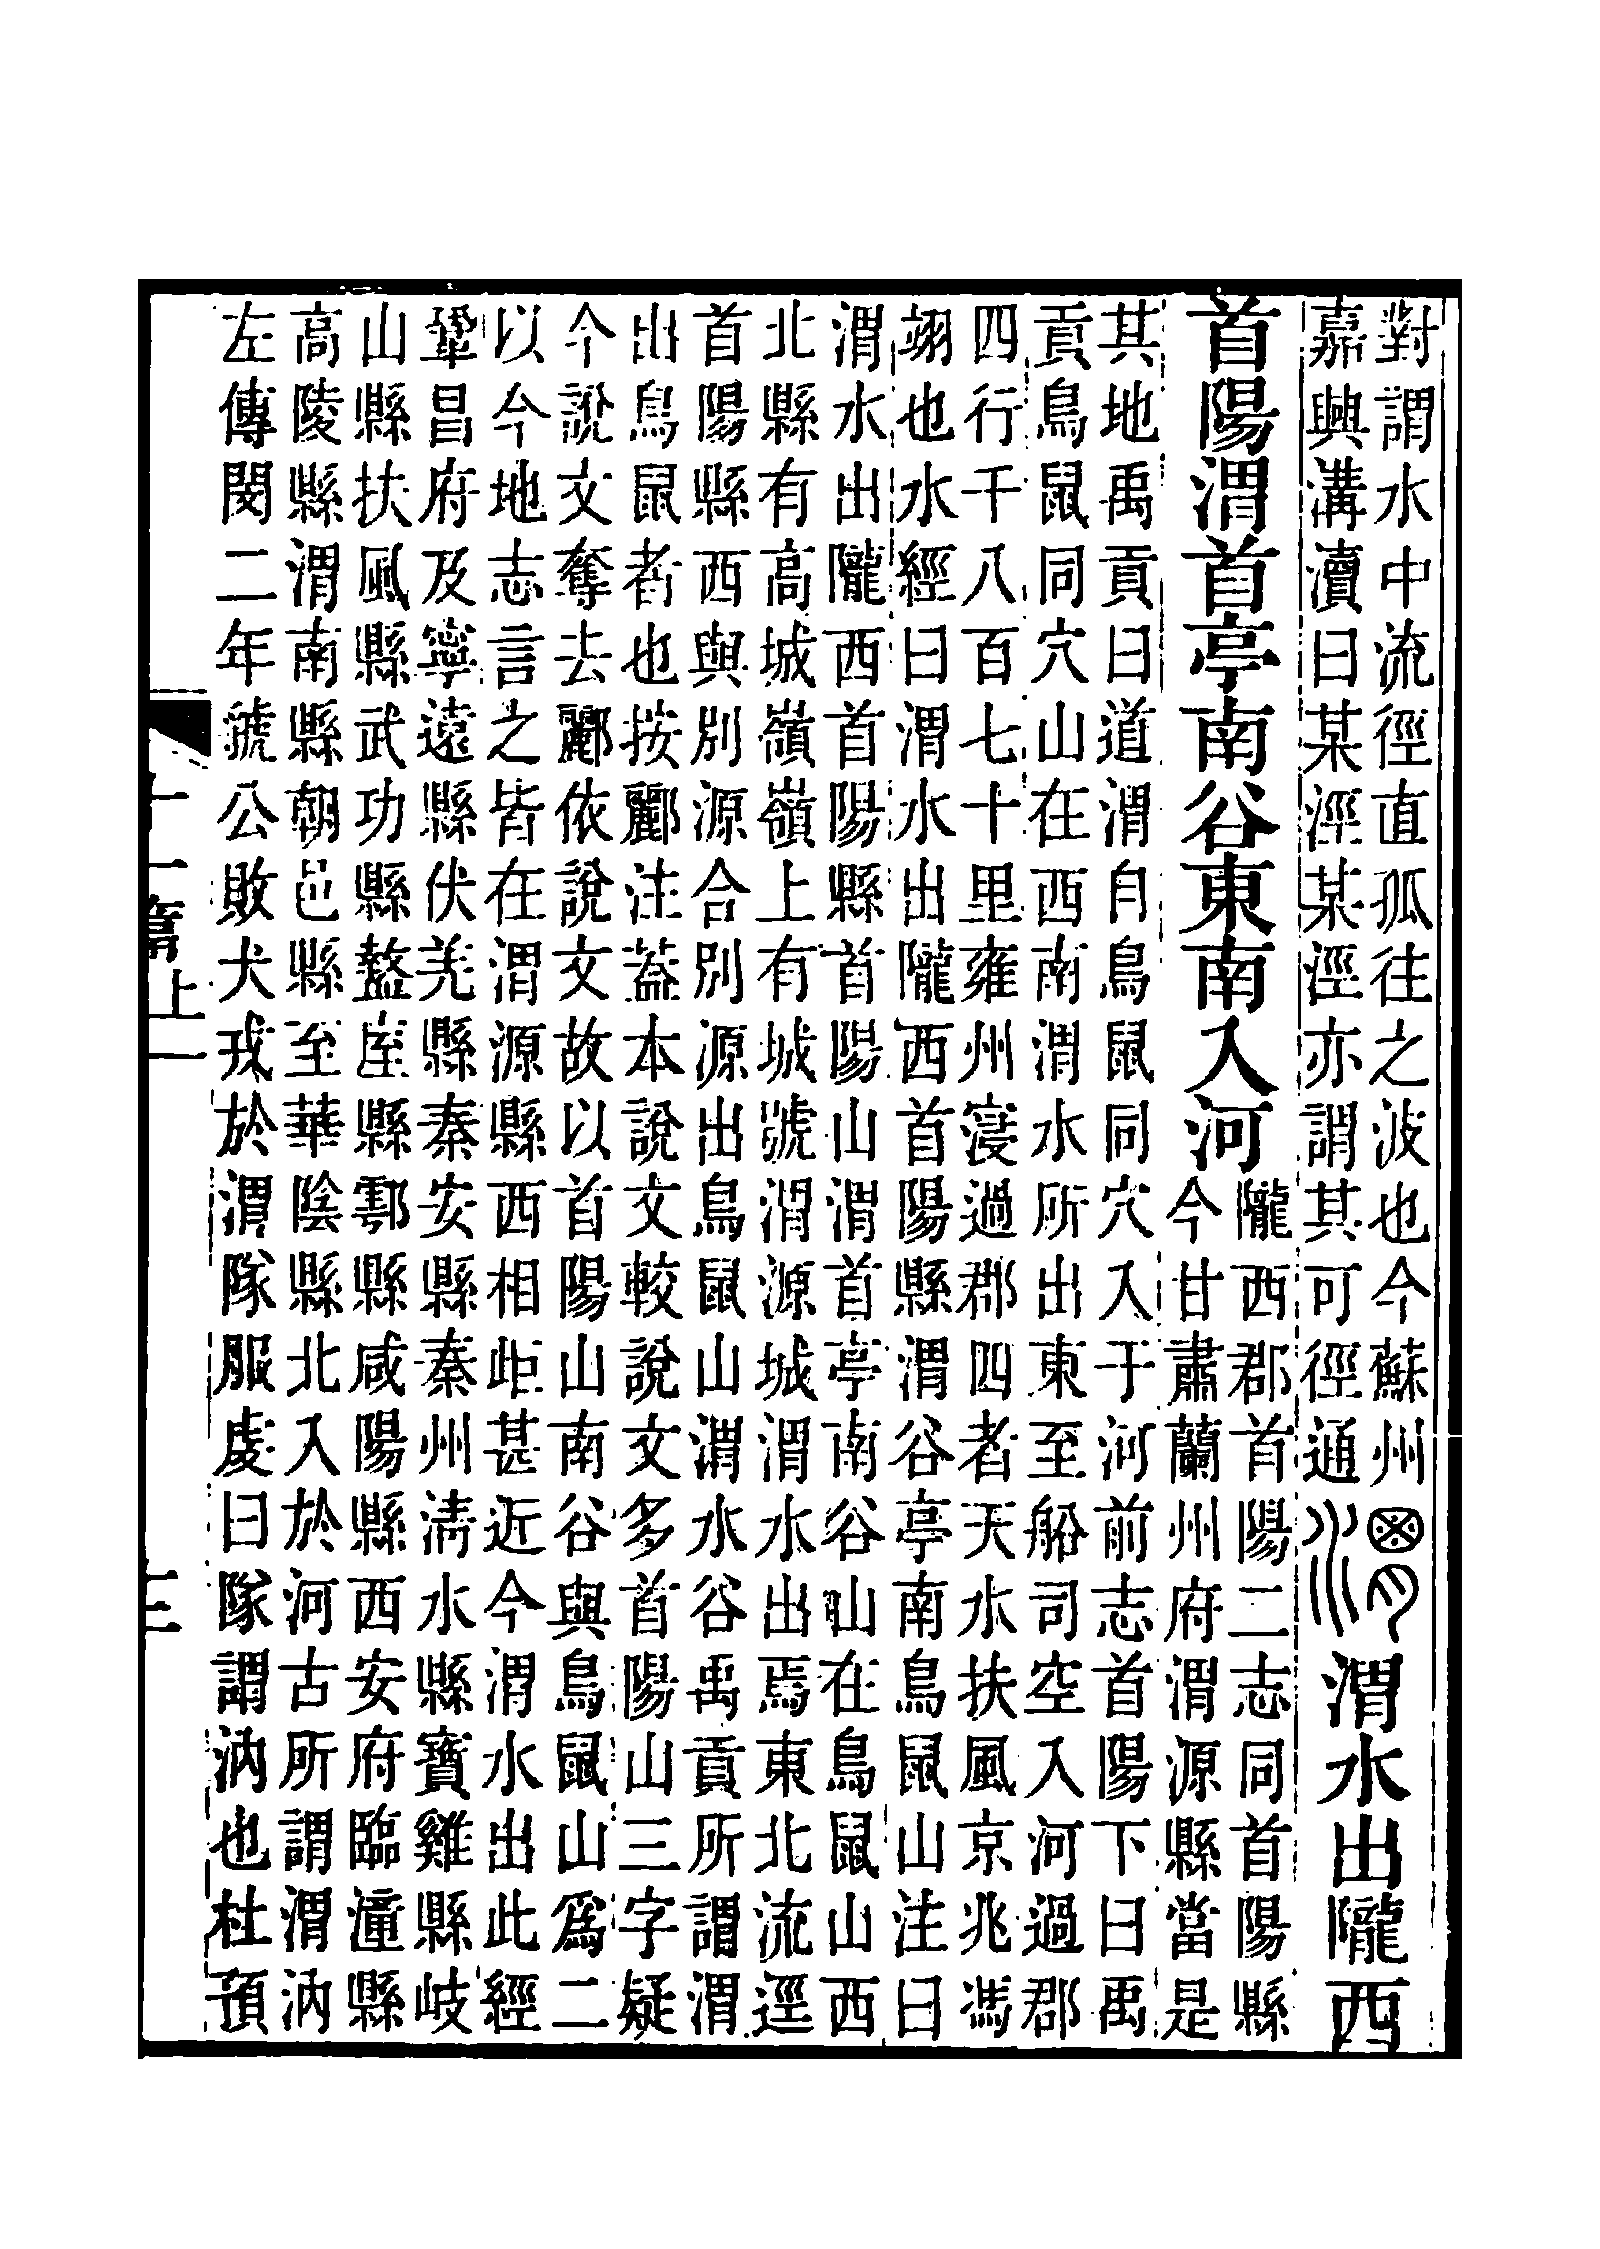 對謂水中流徑直孤往之波也今蘇州
嘉興溝瀆曰某涇某涇亦謂其可徑通
渭水出隴西
首陽渭首亭南谷東南入河
隴西郡首陽二志同首陽縣
今甘肅蘭州府渭源縣當是
其地禹貢曰道渭自鳥鼠同穴入于河前志首陽下曰禹
貢鳥鼠同穴山在西南渭水所出東至船司空入河過郡
四行千八百七十里雍州寖過郡四者天水扶風京兆馮
翊也水經曰渭水出隴西首陽縣渭谷亭南鳥鼠山注曰
渭水出隴西首陽縣首陽山渭首亭南谷山在鳥鼠山西
北縣有高城嶺嶺上有城號渭源城渭水出焉東北流逕
首陽縣西與別源合別源出鳥鼠山渭水谷禹貢所謂渭
出鳥鼠者也按酈注蓋本說文較說文多首陽山三字疑
今說文奪去酈依說文故以首陽山南谷與鳥鼠山爲二
以今地志言之皆在渭源縣西相歫甚近今渭水出此經
鞏昌府及寧遠縣伏羌縣秦安縣秦州淸水縣寶雞縣岐
山縣扶風縣武功縣盩厔縣鄠縣咸陽縣西安府臨潼縣
高陵縣渭南縣朝邑縣至華陰縣北入於河古所謂渭汭
左傳閔二年虢公敗犬戎於渭隊服虔曰隊謂汭也杜預
十一篇上一
三